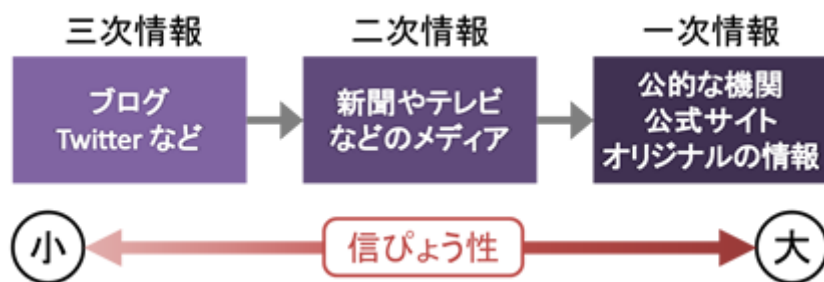 三次情報
二次情報
一次情報
ブログ
Twitter など
新聞やテレビ
などのメディア
公的な機関
公式サイト
オリジナルの情報
小
信ぴょう性
大